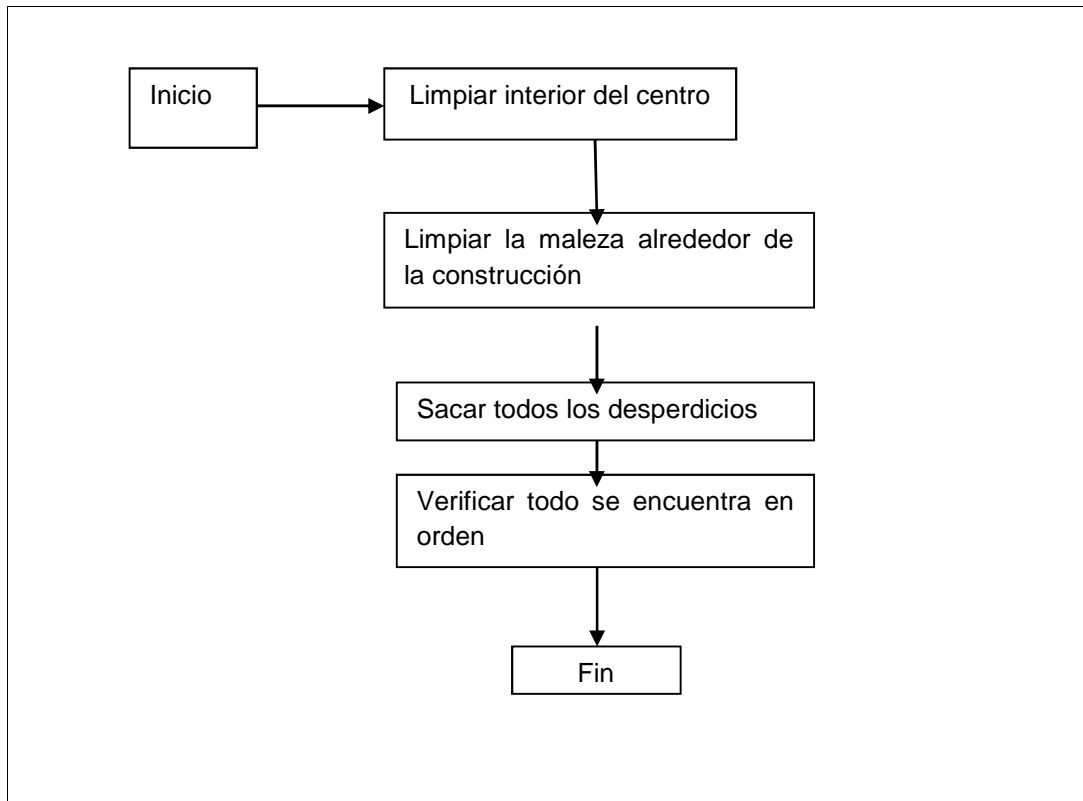 Inicio
Limpiar interior del centro
Limpiar la maleza alrededor de
la construcción
Sacar todos los desperdicios
Verificar todo se encuentra en
orden
Fin